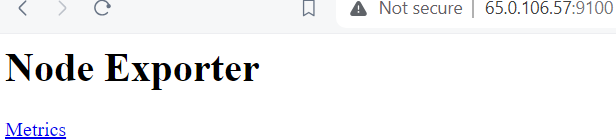 Not secure | 65.0.106.57:9100
Node Exporter
Metrics